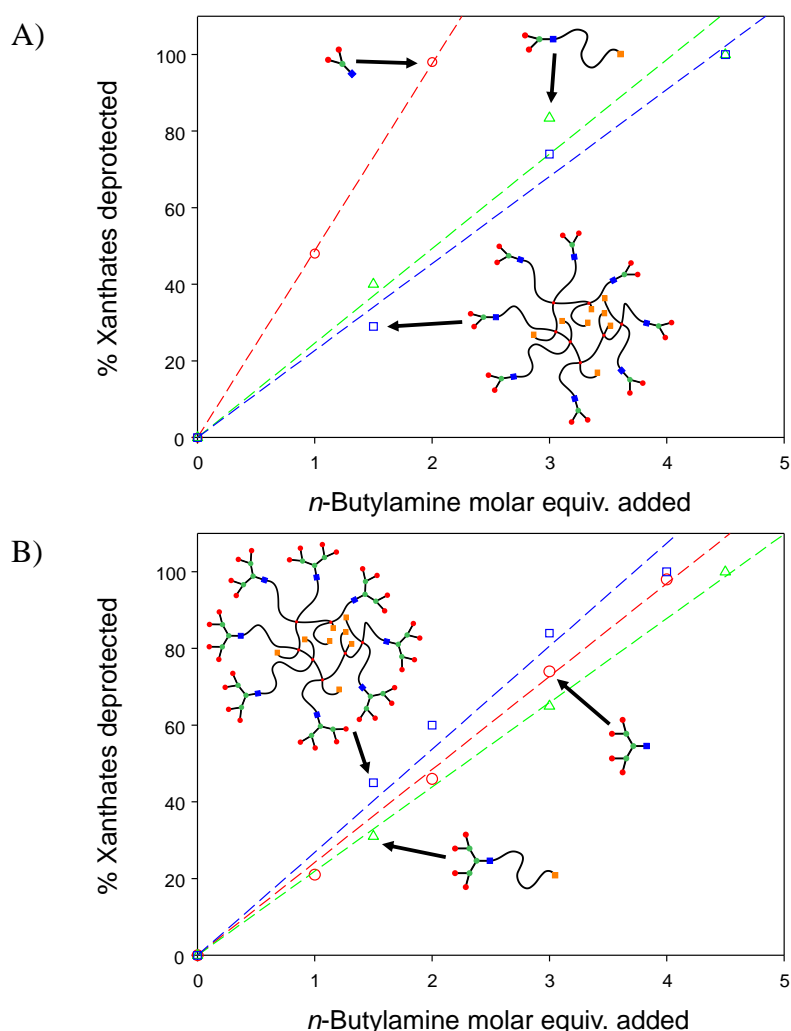 A)
% Xanthates deprotected
100
80
60
40
20
0
0 1 2 3 4 5
n-Butylamine molar equiv. added
B)
% Xanthates deprotected
100
80
60
40
20
0
0 1 2 3 4 5
n-Butylamine molar equiv. added